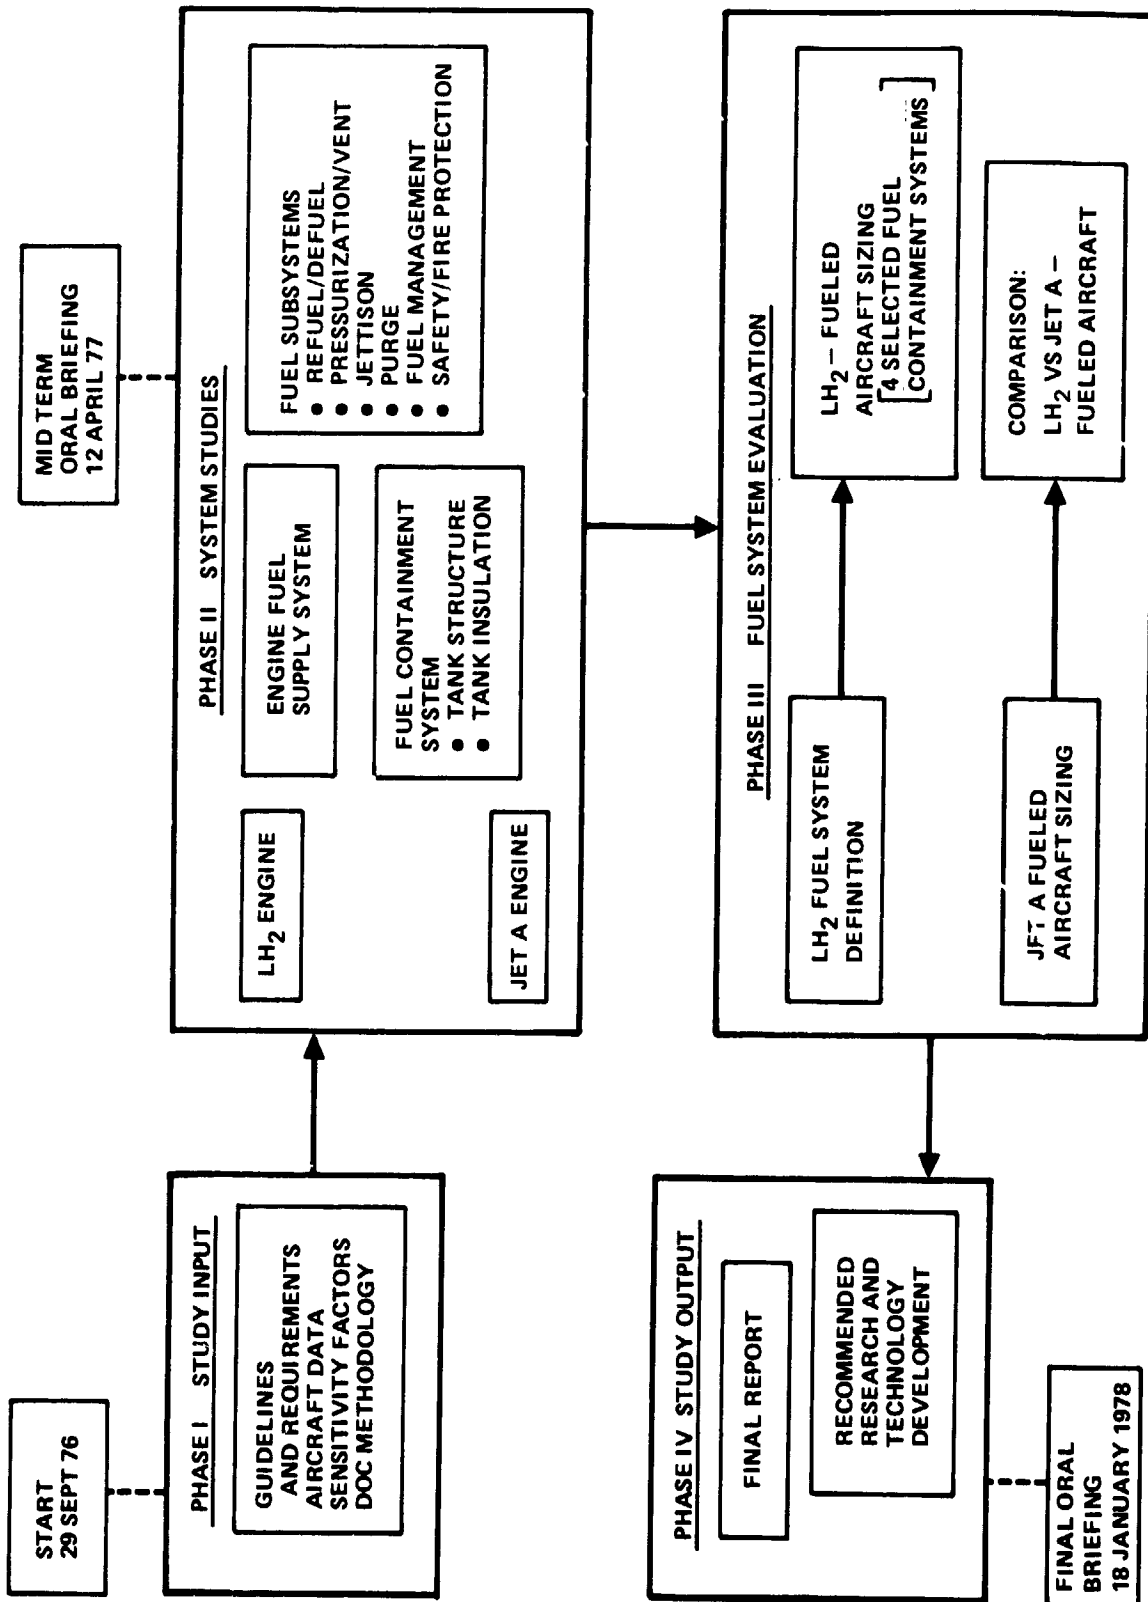 START
29 SEPT 76
PHASE I STUDY INPUT
GUIDELINES
AND REQUIREMENTS
AIRCRAFT DATA
SENSITIVITY FACTORS
DOC METHODOLOGY
MID TERM
ORAL BRIEFING
12 APRIL 77
PHASE II SYSTEM STUDIES
LH2 ENGINE
JET A ENGINE
ENGINE FUEL
SUPPLY SYSTEM
FUEL CONTAINMENT
SYSTEM
• TANK STRUCTURE
• TANK INSULATION
FUEL SUBSYSTEMS
• REFUEL/DEFUEL
• PRESSURIZATION/VENT
• JETTISON
• PURGE
• FUEL MANAGEMENT
• SAFETY/FIRE PROTECTION
PHASE III FUEL SYSTEM EVALUATION
LH2 FUEL SYSTEM
DEFINITION
LH2 – FUELED
AIRCRAFT SIZING
[4 SELECTED FUEL
CONTAINMENT SYSTEMS]
JET A FUELED
AIRCRAFT SIZING
COMPARISON:
LH2 VS JET A –
FUELED AIRCRAFT
PHASE IV STUDY OUTPUT
FINAL REPORT
RECOMMENDED
RESEARCH AND
TECHNOLOGY
DEVELOPMENT
FINAL ORAL
BRIEFING
18 JANUARY 1978